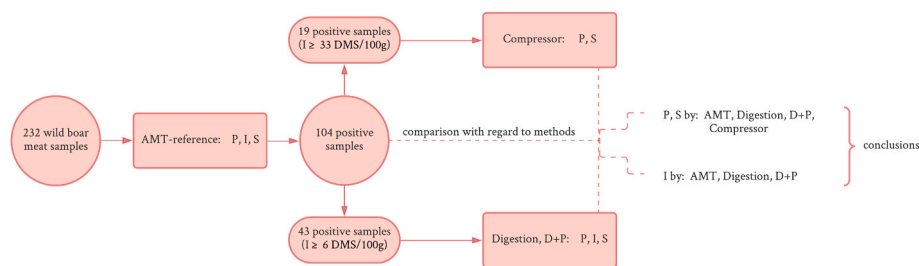 19 positive samples
(I ≥ 33 DMS/100g)
Compressor: P, S
232 wild boar
meat samples
AMT-reference: P, I, S
104 positive
samples
comparison with regard to methods
P, S by: AMT, Digestion, D+P,
Compressor
I by: AMT, Digestion, D+P
conclusions
43 positive samples
(I ≥ 6 DMS/100g)
Digestion, D+P: P, I, S